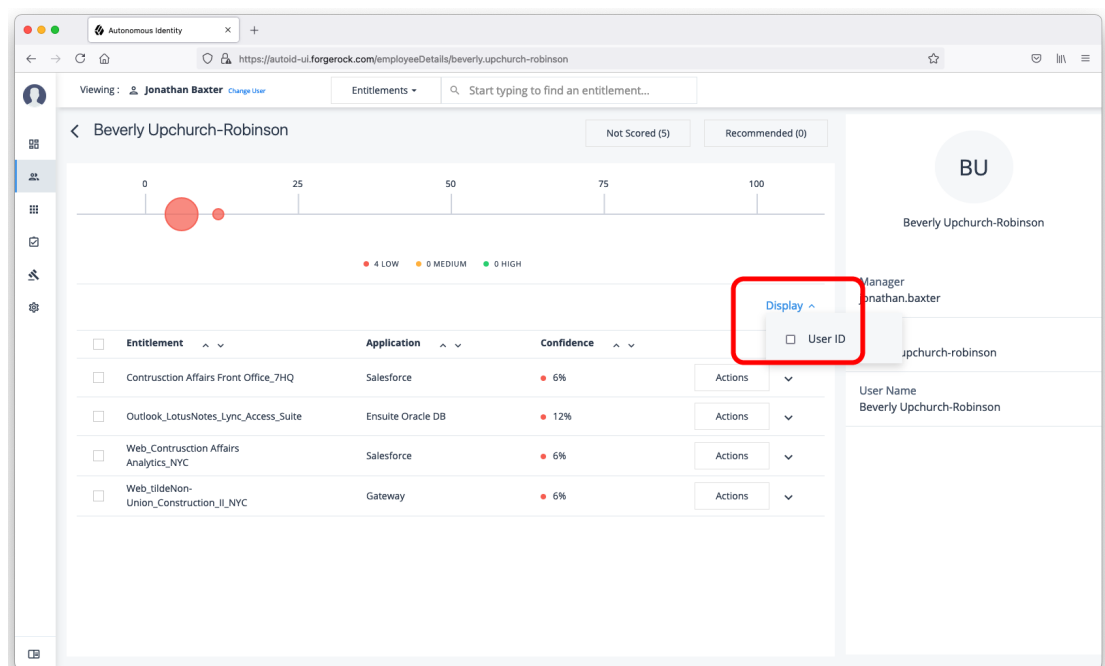 Autonomous Identity
https://autoid-ui.forgerock.com/employeeDetails/beverly.upchurch-robinson
Viewing : Jonathan Baxter Change User
Entitlements
Start typing to find an entitlement...
Beverly Upchurch-Robinson
Not Scored (5)
Recommended (0)
0 25 50 75 100
4 LOW 0 MEDIUM 0 HIGH
Display
User ID
Entitlement Application Confidence
Contrusction Affairs Front Office_7HQ Salesforce 6% Actions
Outlook_LotusNotes_Lync_Access_Suite Ensuite Oracle DB 12% Actions
Web_Contrusction Affairs
Analytics_NYC
Salesforce 6% Actions
Web_tildeNon-
Union_Construction_II_NYC
Gateway 6% Actions
BU
Beverly Upchurch-Robinson
Manager
jonathan.baxter
upchurch-robinson
User Name
Beverly Upchurch-Robinson